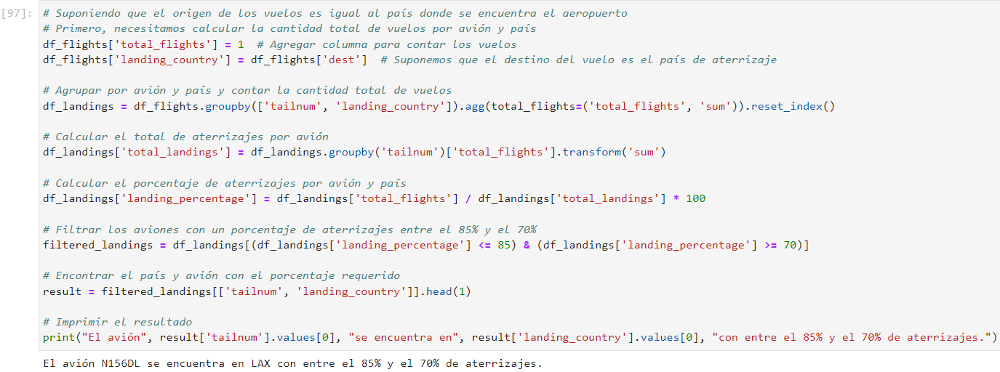 [97]:
# Suponiendo que el origen de los vuelos es igual al país donde se encuentra el aeropuerto
# Primero, necesitamos calcular la cantidad total de vuelos por avión y país
df_flights['total_flights'] = 1  # Agregar columna para contar los vuelos
df_flights['landing_country'] = df_flights['dest']  # Suponemos que el destino del vuelo es el país de aterrizaje

# Agrupar por avión y país y contar la cantidad total de vuelos
df_landings = df_flights.groupby(['tailnum', 'landing_country']).agg(total_flights=('total_flights', 'sum')).reset_index()

# Calcular el total de aterrizajes por avión
df_landings['total_landings'] = df_landings.groupby('tailnum')['total_flights'].transform('sum')

# Calcular el porcentaje de aterrizajes por avión y país
df_landings['landing_percentage'] = df_landings['total_flights'] / df_landings['total_landings'] * 100

# Filtrar los aviones con un porcentaje de aterrizajes entre el 85% y el 70%
filtered_landings = df_landings[(df_landings['landing_percentage'] <= 85) & (df_landings['landing_percentage'] >= 70)]

# Encontrar el país y avión con el porcentaje requerido
result = filtered_landings[['tailnum', 'landing_country']].head(1)

# Imprimir el resultado
print("El avión", result['tailnum'].values[0], "se encuentra en", result['landing_country'].values[0], "con entre el 85% y el 70% de aterrizajes.")
El avión N156DL se encuentra en LAX con entre el 85% y el 70% de aterrizajes.